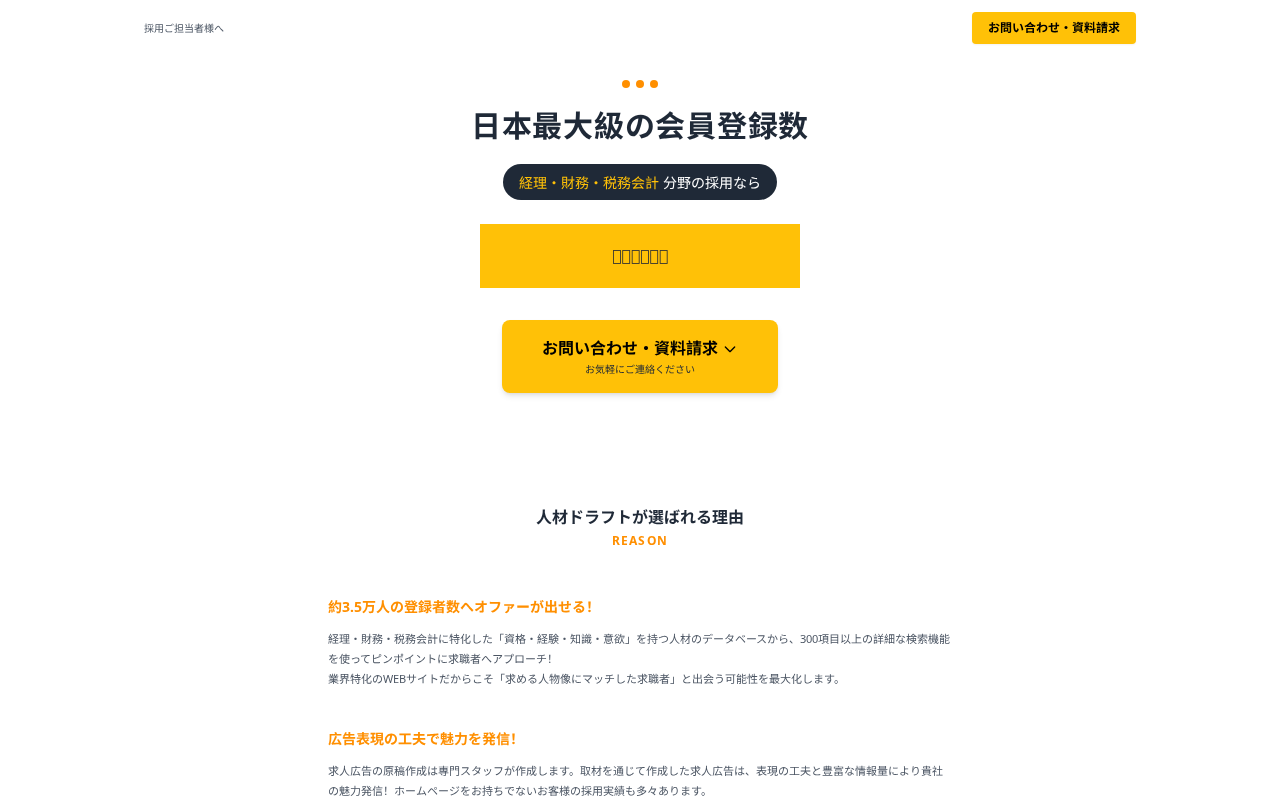 採用ご担当者様へ
お問い合わせ・資料請求
日本最大級の会員登録数
経理・財務・税務会計 分野の採用なら
お問い合わせ・資料請求
お気軽にご連絡ください
人材ドラフトが選ばれる理由
REASON
約3.5万人の登録者数へオファーが出せる！
経理・財務・税務会計に特化した「資格・経験・知識・意欲」を持つ人材のデータベースから、300項目以上の詳細な検索機能
を使ってピンポイントに求職者へアプローチ！
業界特化のWEBサイトだからこそ「求める人物像にマッチした求職者」と出会う可能性を最大化します。
広告表現の工夫で魅力を発信！
求人広告の原稿作成は専門スタッフが作成します。取材を通じて作成した求人広告は、表現の工夫と豊富な情報量により貴社
の魅力発信！ホームページをお持ちでないお客様の採用実績も多々あります。